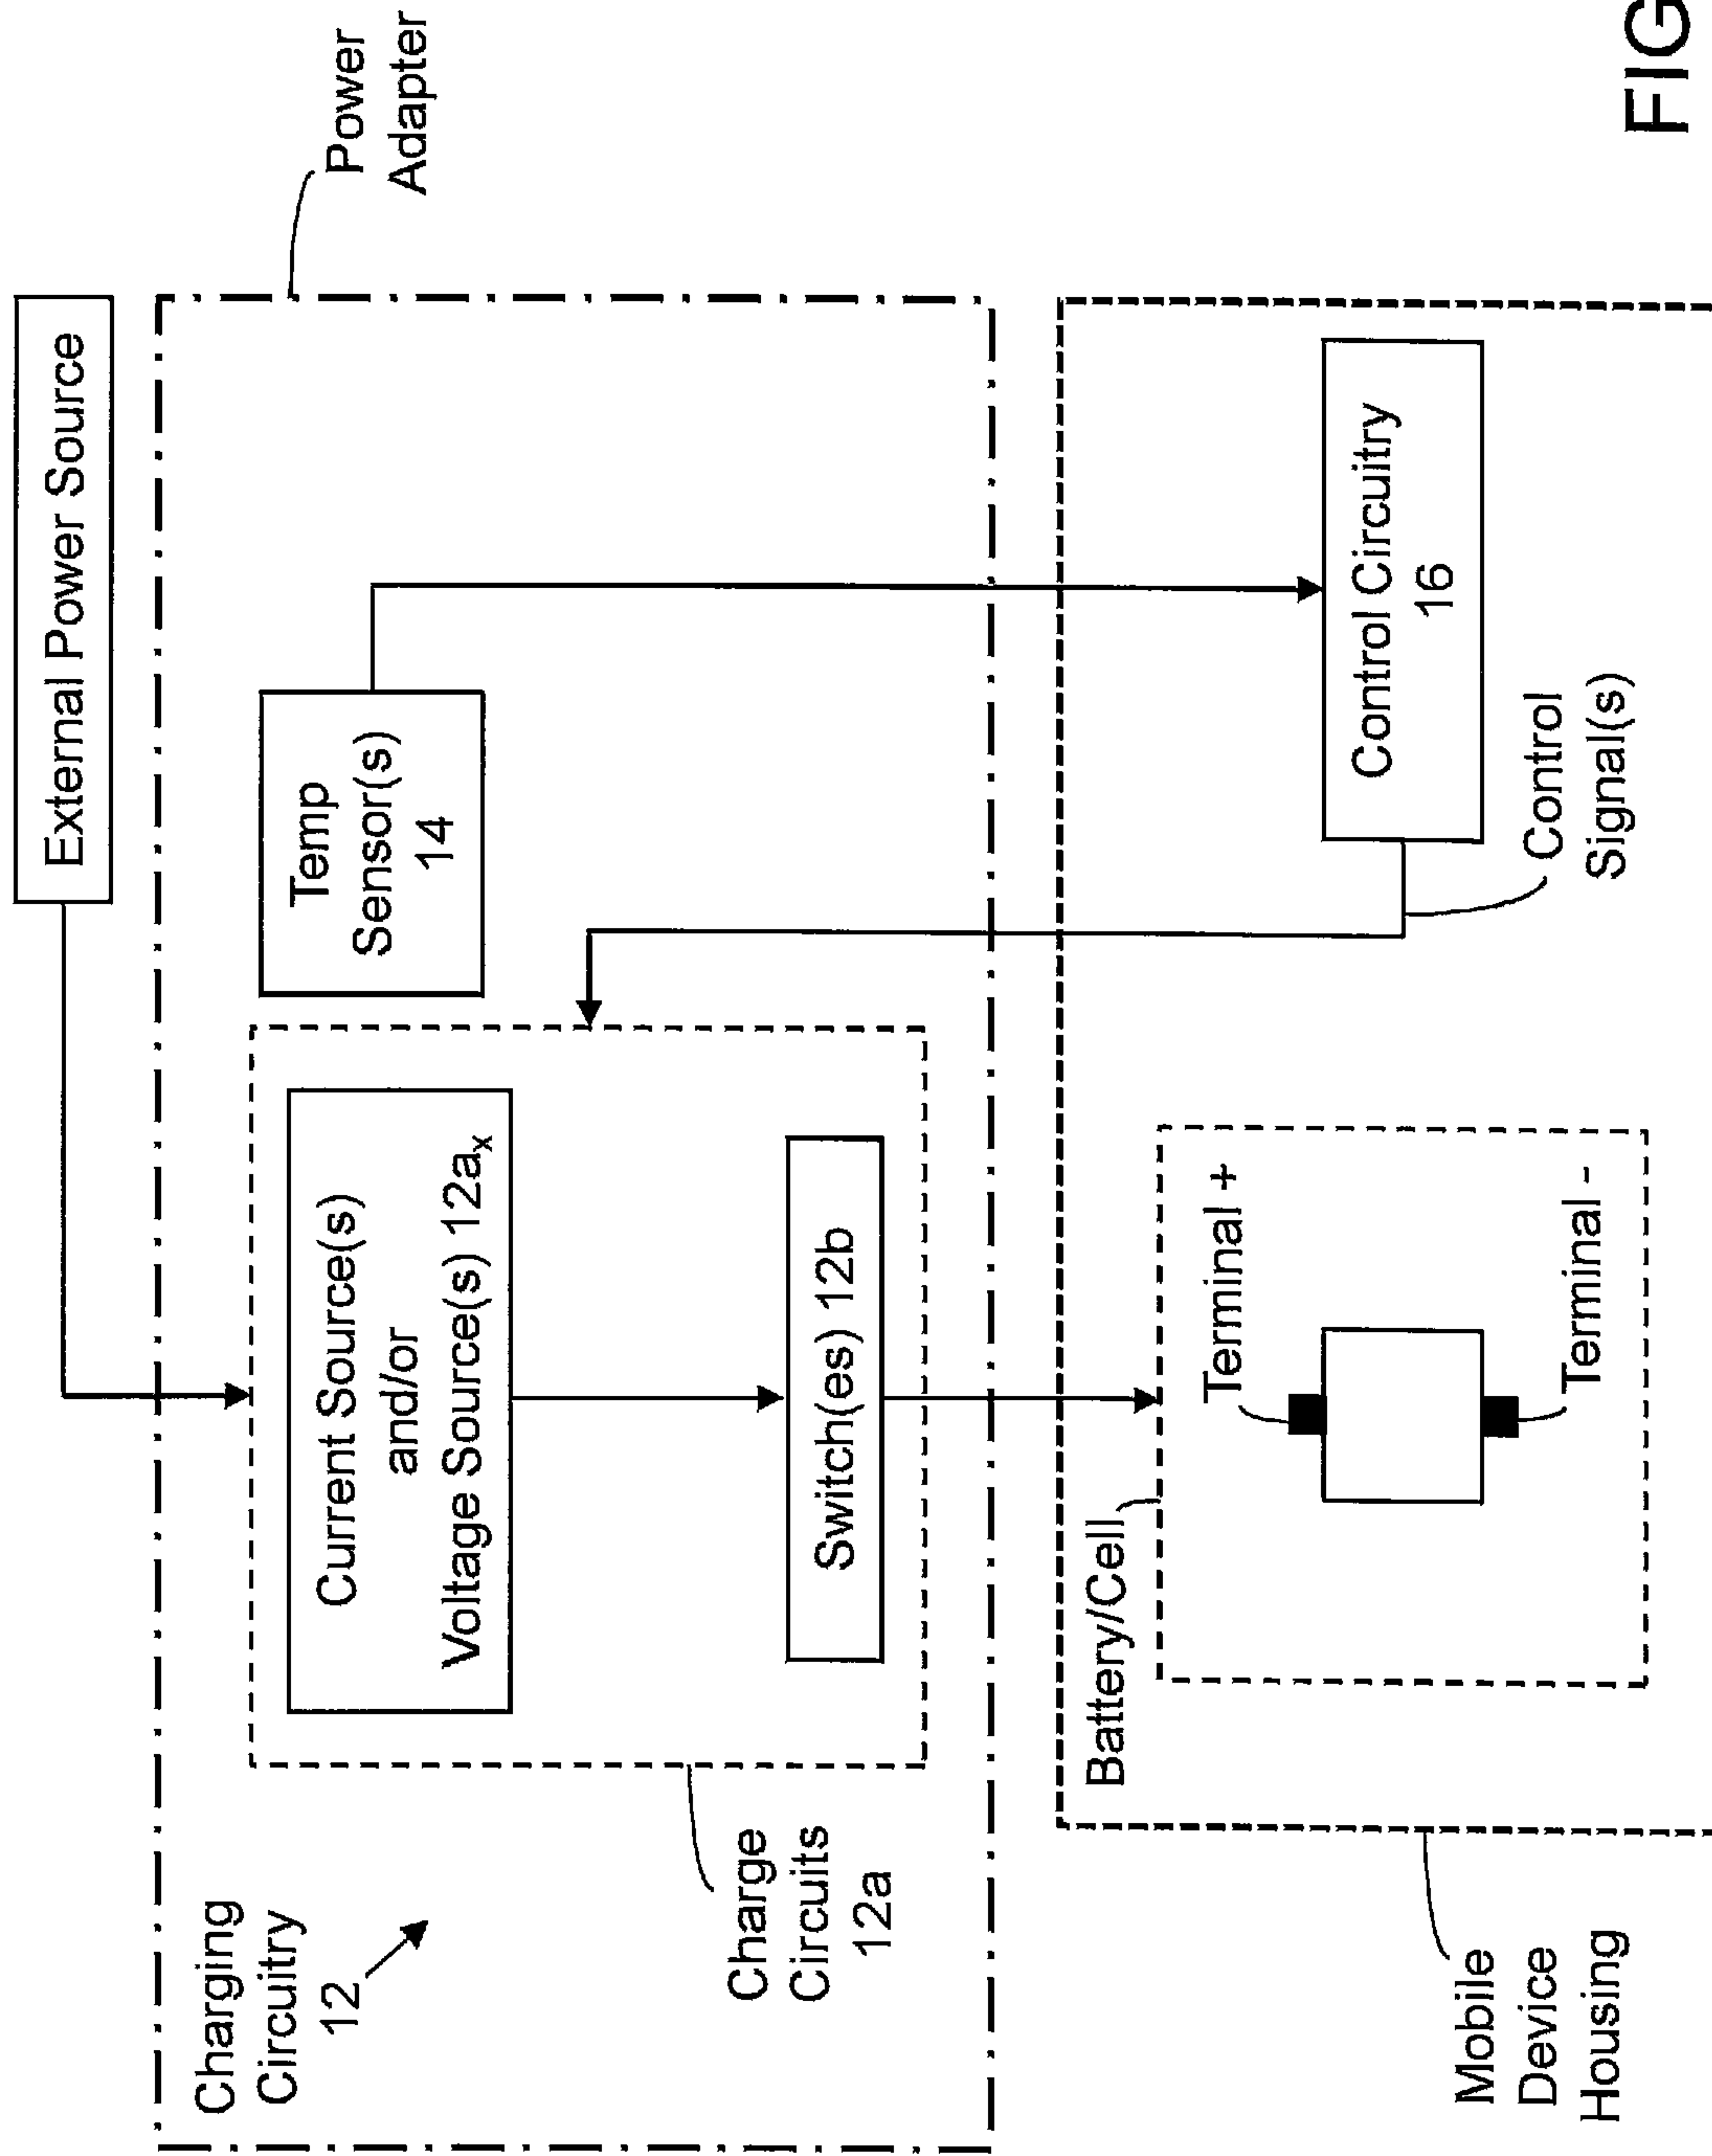 External Power Source
Power
Adapter
Charging
Circuitry
12
Temp
Sensor(s)
14
Current Source(s)
and/or
Voltage Source(s) 12aₓ
Switch(es) 12b
Charge
Circuits
12a
Battery/Cell
Terminal +
Terminal -
Control Circuitry
16
Control
Signal(s)
Mobile
Device
Housing
FIG